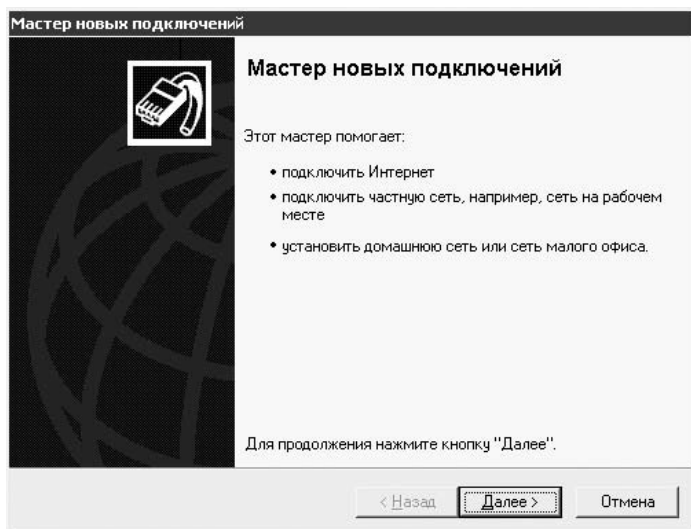 Мастер новых подключений
Мастер новых подключений
Этот мастер помогает:
• подключить Интернет
• подключить частную сеть, например, сеть на рабочем
месте
• установить домашнюю сеть или сеть малого офиса.
Для продолжения нажмите кнопку "Далее".
< Назад
Далее >
Отмена